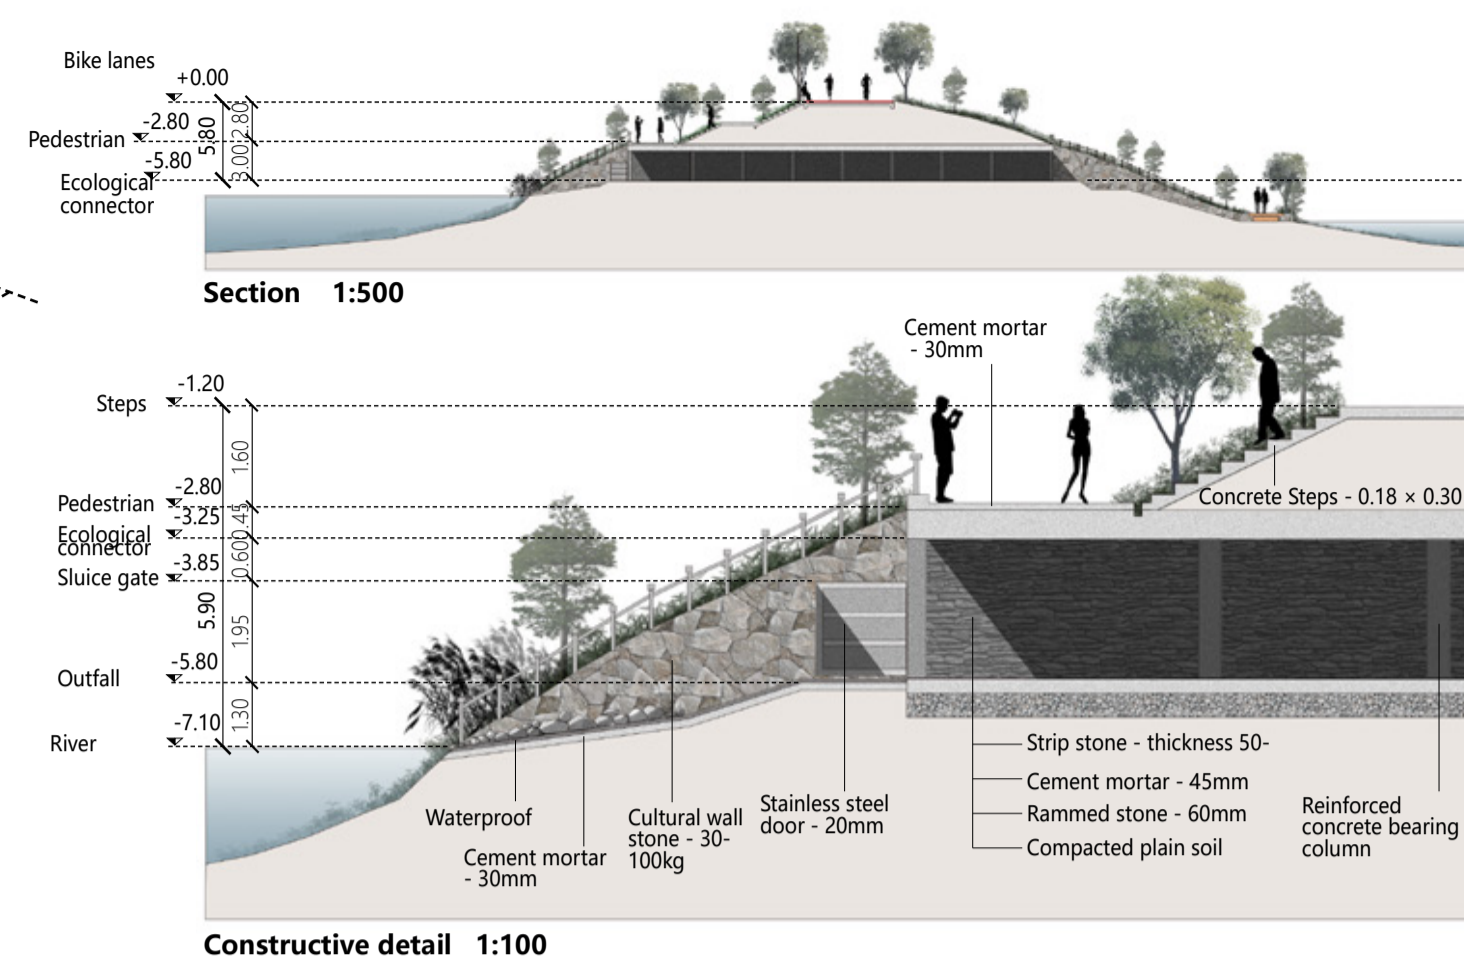 Bike lanes
+0.00
-2.80
Pedestrian
-5.80
Ecological
connector
5.80
2.80
3.00
Section 1:500
Cement mortar
- 30mm
-1.20
Steps
1.60
-2.80
Pedestrian
-3.25
0.45
Ecological
connector
0.60
-3.85
Sluice gate
5.90
1.95
-5.80
Outfall
1.30
-7.10
River
Concrete Steps - 0.18 × 0.30
Waterproof
Cement mortar
- 30mm
Cultural wall
stone - 30-
100kg
Stainless steel
door - 20mm
Strip stone - thickness 50-
Cement mortar - 45mm
Rammed stone - 60mm
Compacted plain soil
Reinforced
concrete bearing
column
Constructive detail 1:100